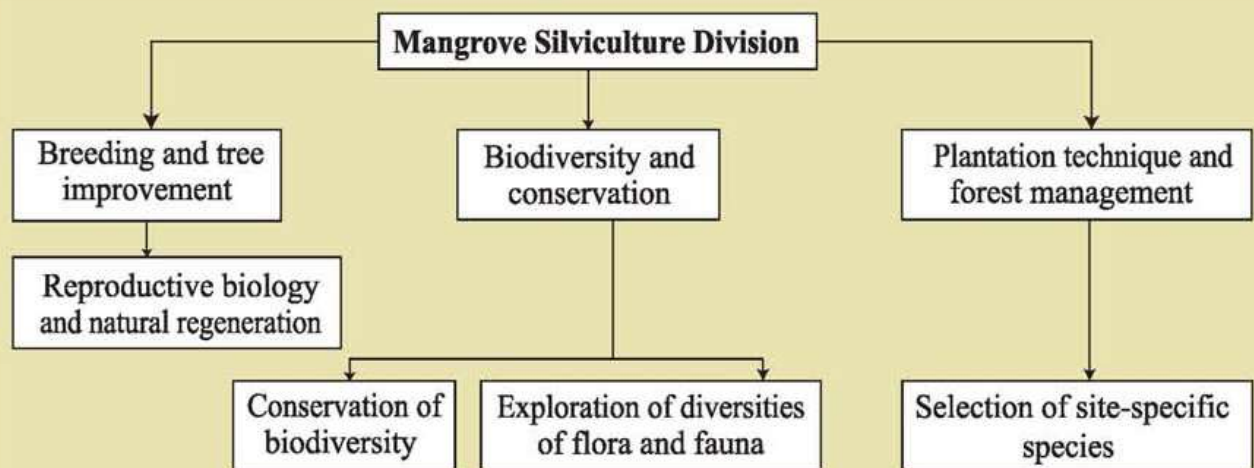 Mangrove Silviculture Division
Breeding and tree
improvement
Biodiversity and
conservation
Plantation technique and
forest management
Reproductive biology
and natural regeneration
Conservation of
biodiversity
Exploration of diversities
of flora and fauna
Selection of site-specific
species